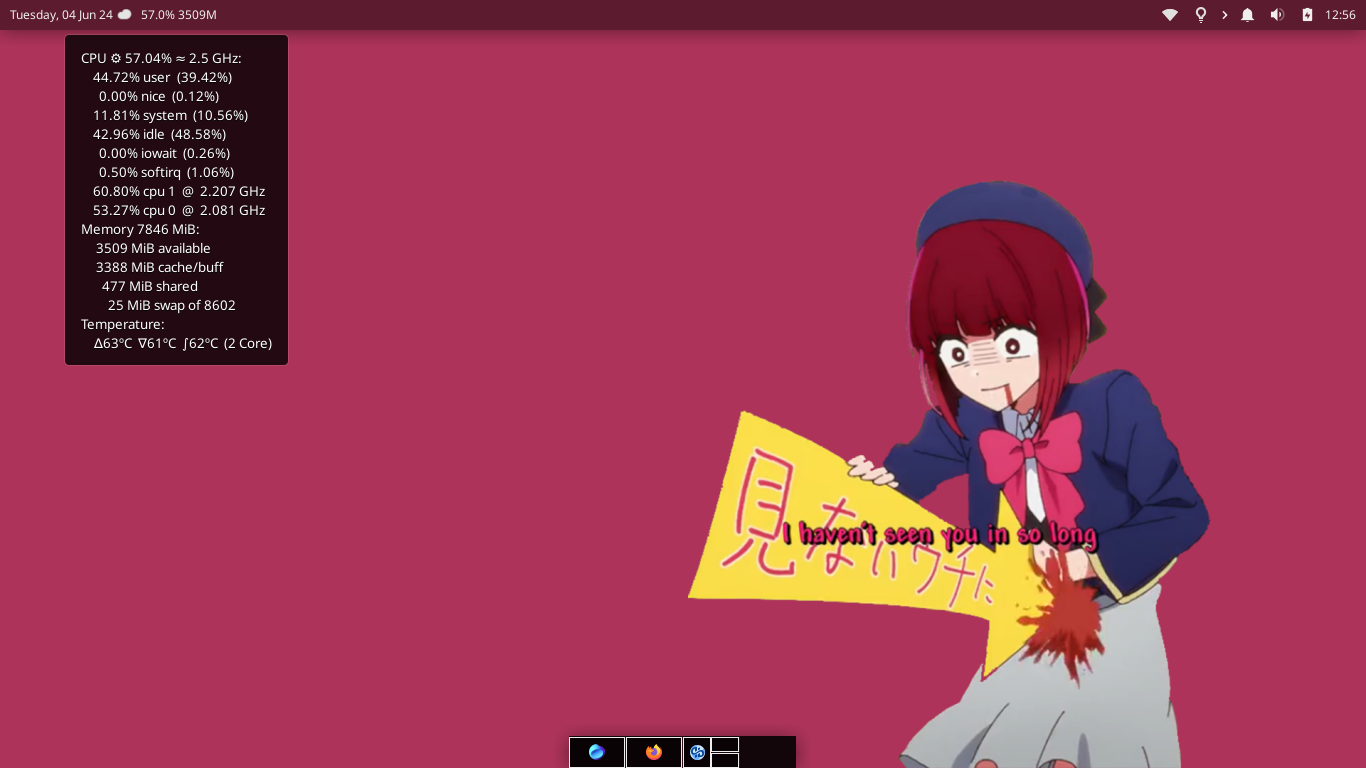 Tuesday, 04 Jun 24 57.0% 3509M 12:56
CPU ⚙ 57.04% ≈ 2.5 GHz:
44.72% user (39.42%)
0.00% nice (0.12%)
11.81% system (10.56%)
42.96% idle (48.58%)
0.00% iowait (0.26%)
0.50% softirq (1.06%)
60.80% cpu 1 @ 2.207 GHz
53.27% cpu 0 @ 2.081 GHz
Memory 7846 MiB:
3509 MiB available
3388 MiB cache/buff
477 MiB shared
25 MiB swap of 8602
Temperature:
Δ63°C ∇61°C ∫62°C (2 Core)
見ないウチに
I haven't seen you in so long